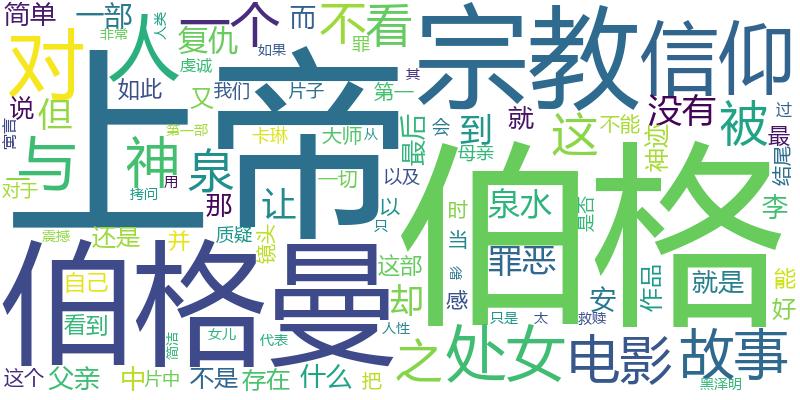 简单
一部
非常
人类
一个
而
不
看
宗教
信仰
对
人
上帝
复仇
如果
罪
虔诚
如此
我们
片子
第一
其
又
说
但
寓言
与
神
泉
第一部
卡琳
大师
从
拷问
用
一切
那
让
以及
最后
到
会
母亲
就
这
不能
神迹
没有
被
最
过
结尾
对于
震撼
还是
并
质疑
镜头
以
只
伯格
伯格曼
时
当
泉水
是否
李
罪恶
安
作品
就是
能
好
自己
看到
这部
却
感
简洁
女儿
代表
人性
之
处女
只是
太
救赎
电影
故事
这个
父亲
中
片中
不是
存在
什么
把
黑泽明